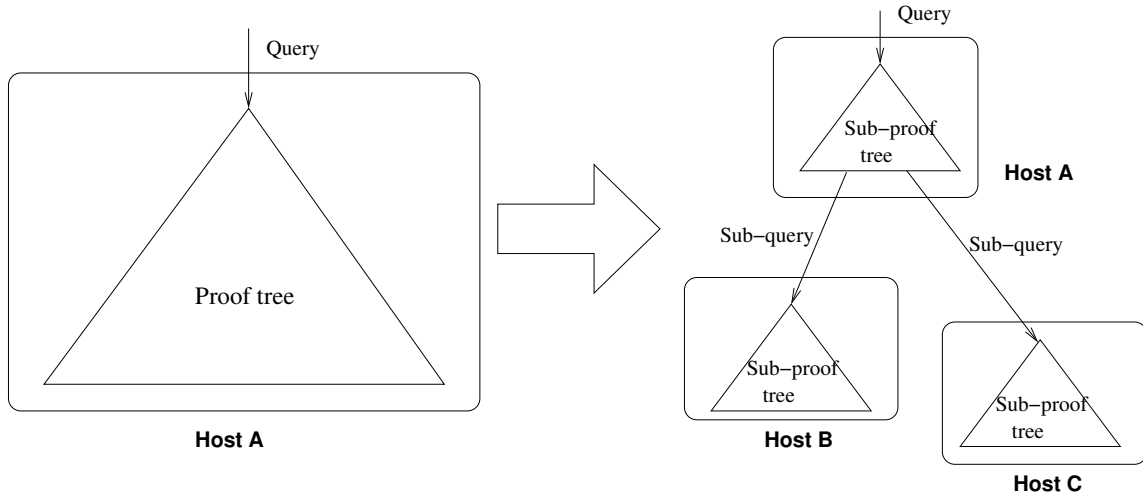 Query
Proof tree
Host A
Query
Sub−proof
tree
Host A
Sub−query
Sub−query
Sub−proof
tree
Host B
Sub−proof
tree
Host C